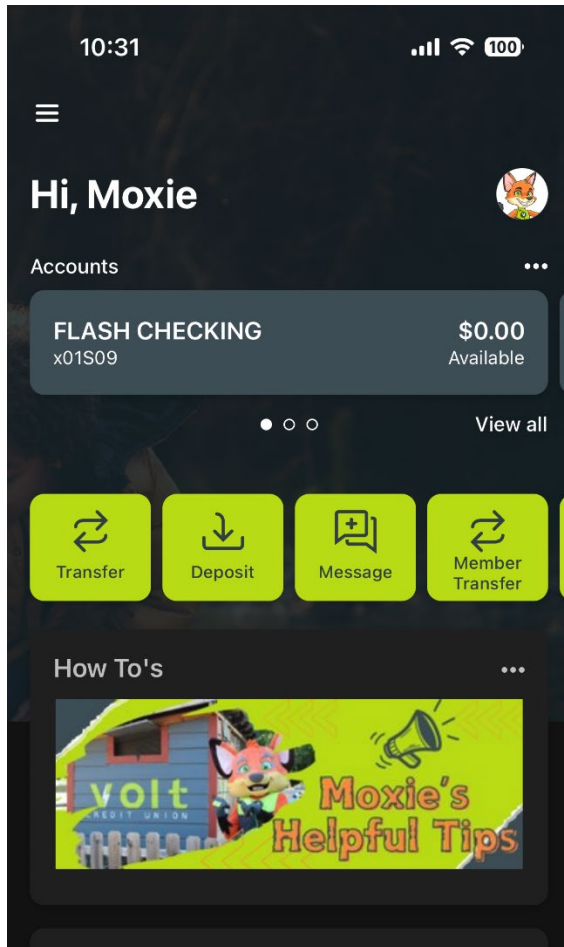 10:31
100
Hi, Moxie
Accounts
FLASH CHECKING
$0.00
x01S09
Available
View all
Transfer
Deposit
Message
Member
Transfer
How To's
volt
CREDIT UNION
Moxie's
Helpful Tips